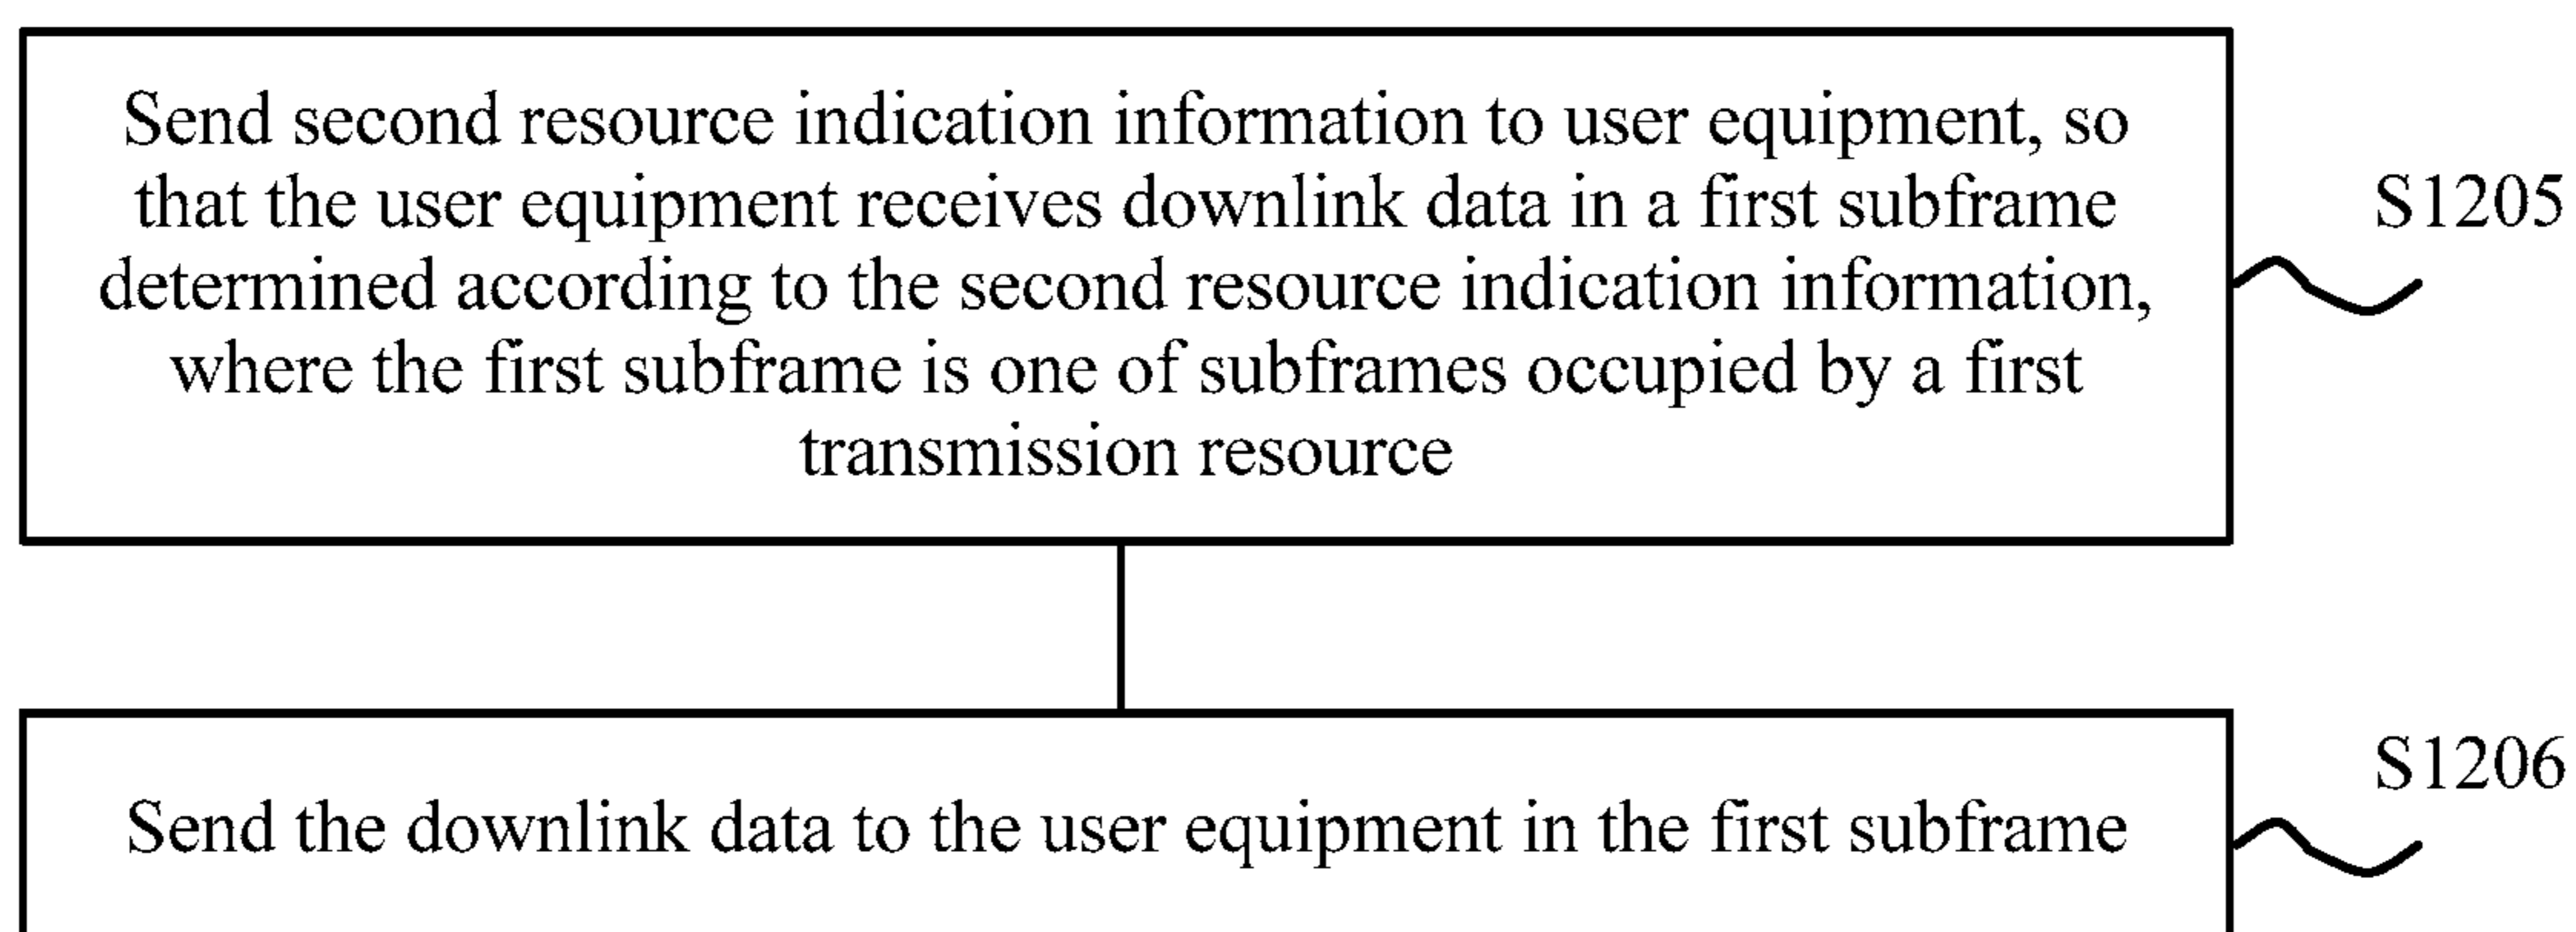 Send second resource indication information to user equipment, so
that the user equipment receives downlink data in a first subframe
determined according to the second resource indication information,
where the first subframe is one of subframes occupied by a first
transmission resource
S1205
Send the downlink data to the user equipment in the first subframe
S1206